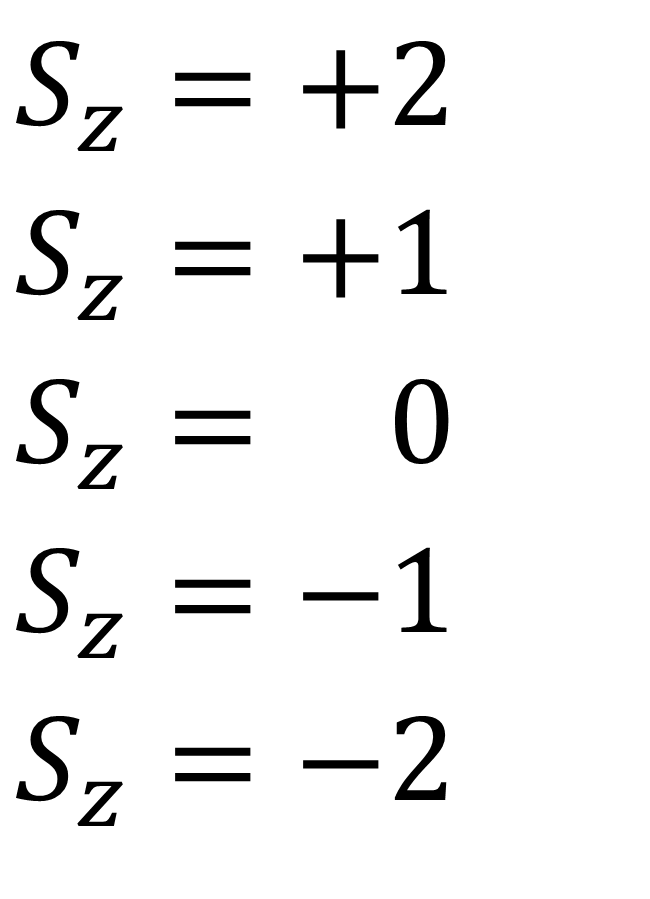 S_z = +2
S_z = +1
S_z = 0
S_z = −1
S_z = −2